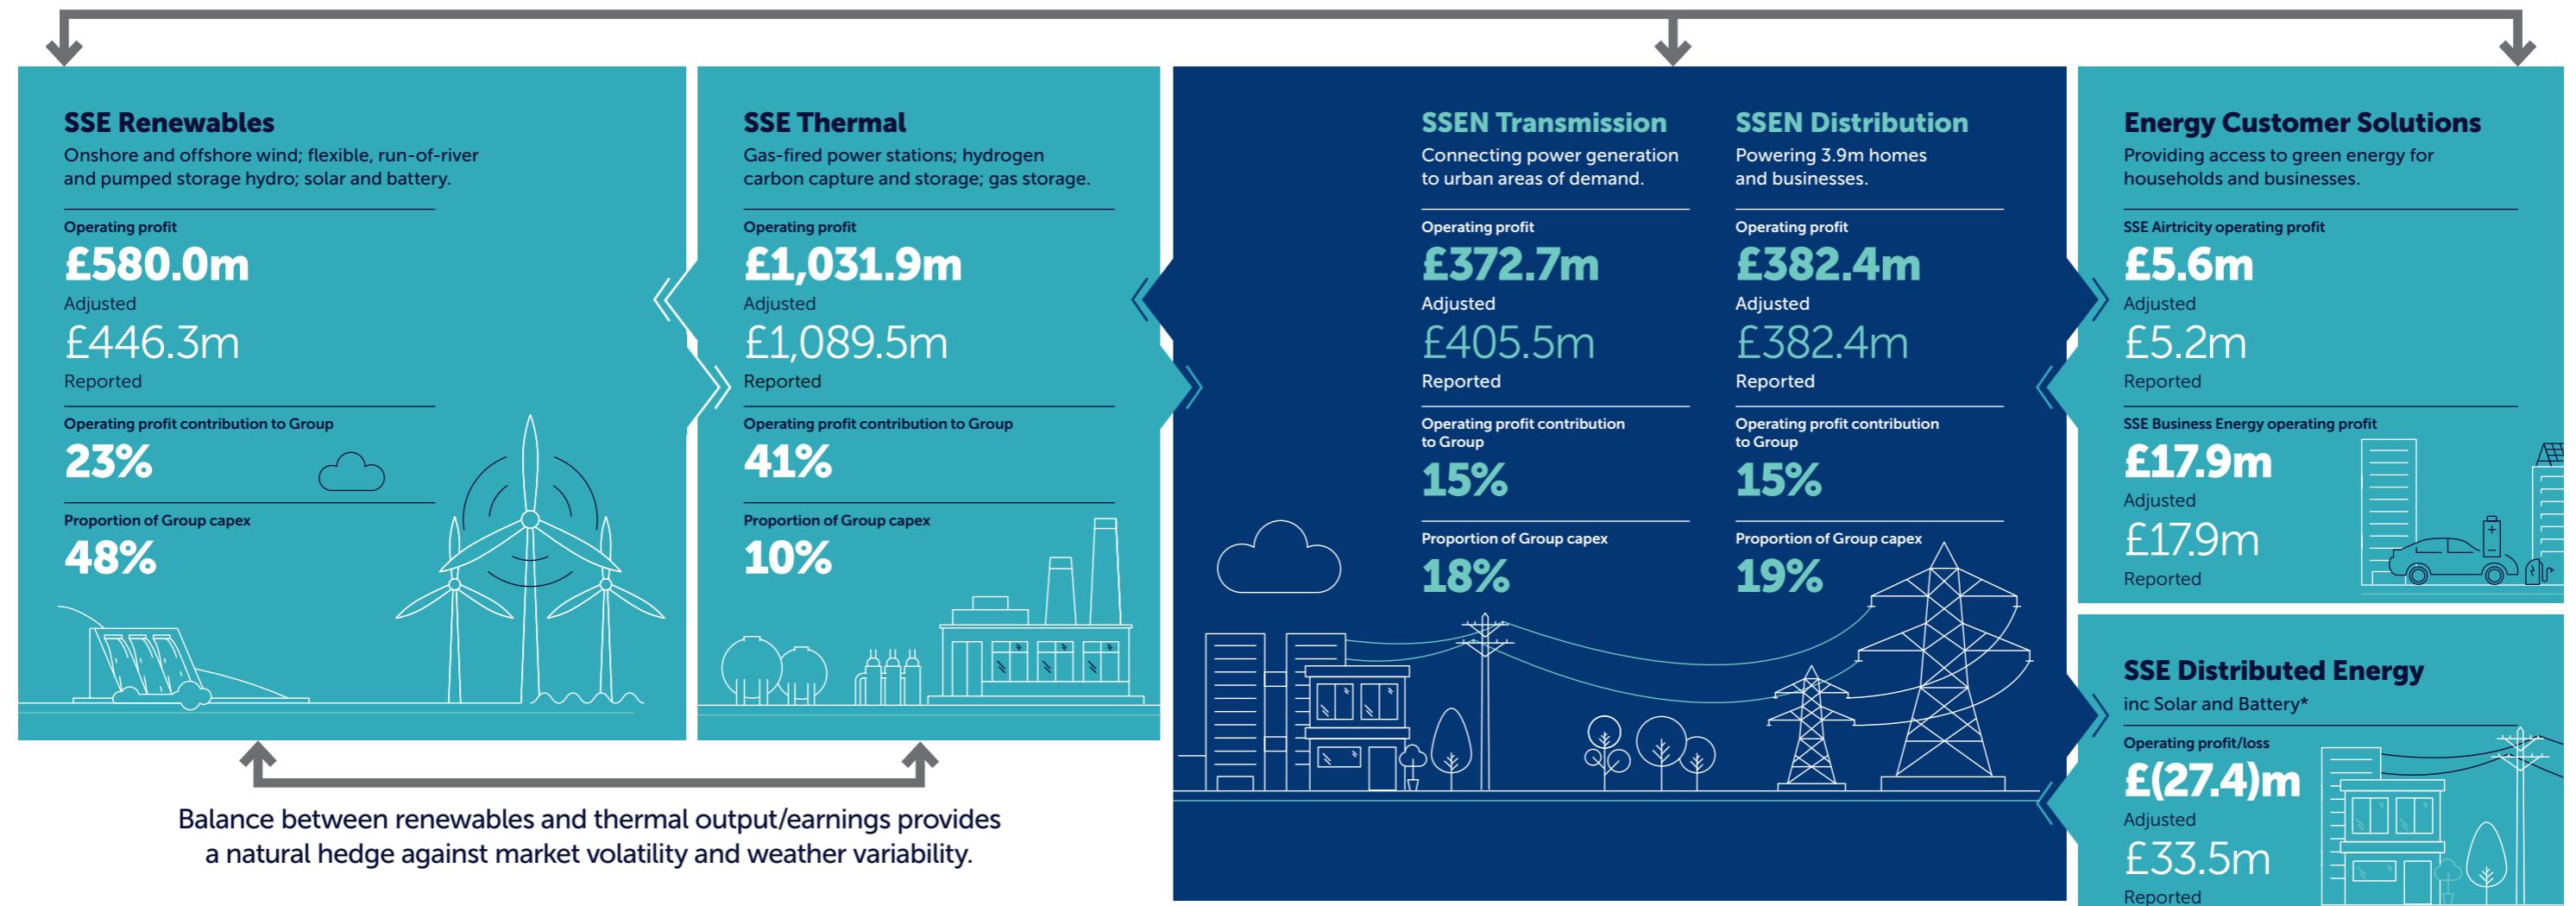 SSE Renewables
Onshore and offshore wind; flexible, run-of-river
and pumped storage hydro; solar and battery.
Operating profit
£580.0m
Adjusted
£446.3m
Reported
Operating profit contribution to Group
23%
Proportion of Group capex
48%
SSE Thermal
Gas-fired power stations; hydrogen
carbon capture and storage; gas storage.
Operating profit
£1,031.9m
Adjusted
£1,089.5m
Reported
Operating profit contribution to Group
41%
Proportion of Group capex
10%
Balance between renewables and thermal output/earnings provides
a natural hedge against market volatility and weather variability.
SSEN Transmission
Connecting power generation
to urban areas of demand.
Operating profit
£372.7m
Adjusted
£405.5m
Reported
Operating profit contribution
to Group
15%
Proportion of Group capex
18%
SSEN Distribution
Powering 3.9m homes
and businesses.
Operating profit
£382.4m
Adjusted
£382.4m
Reported
Operating profit contribution
to Group
15%
Proportion of Group capex
19%
Energy Customer Solutions
Providing access to green energy for
households and businesses.
SSE Airtricity operating profit
£5.6m
Adjusted
£5.2m
Reported
SSE Business Energy operating profit
£17.9m
Adjusted
£17.9m
Reported
SSE Distributed Energy
inc Solar and Battery*
Operating profit/loss
£(27.4)m
Adjusted
£33.5m
Reported